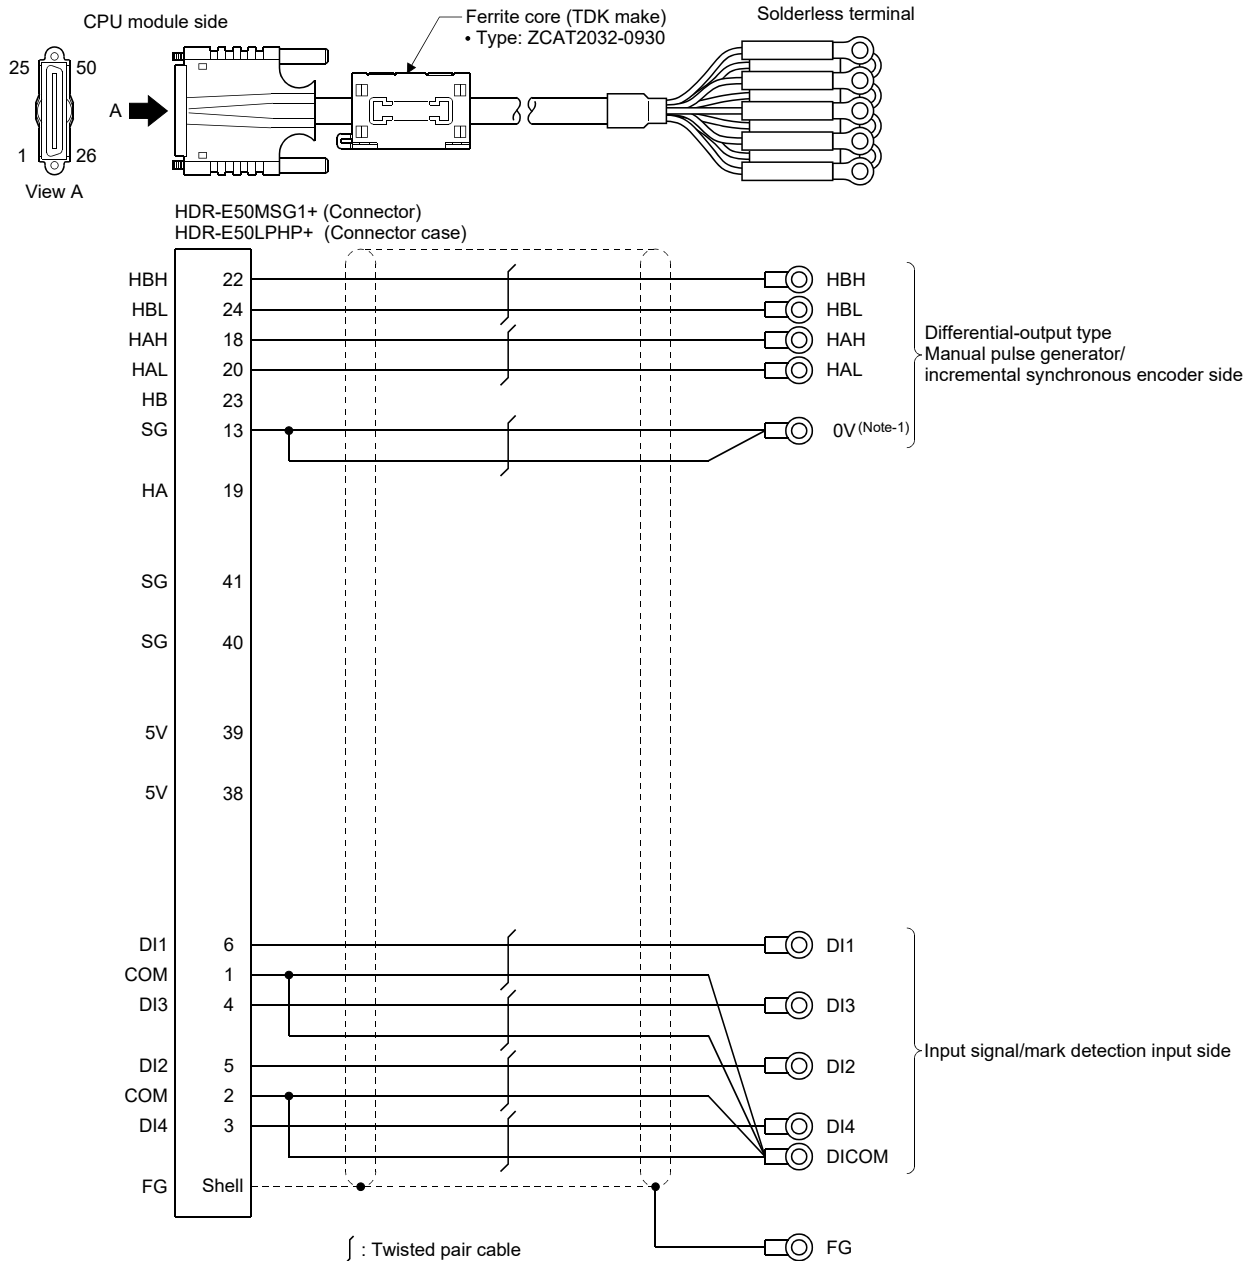 CPU module side
Ferrite core (TDK make)
• Type: ZCAT2032-0930
Solderless terminal
25 50
A
1 26
View A
HDR-E50MSG1+ (Connector)
HDR-E50LPHP+ (Connector case)
HBH 22 HBH
HBL 24 HBL
HAH 18 HAH
HAL 20 HAL
Differential-output type
Manual pulse generator/
incremental synchronous encoder side
HB 23
SG 13 0V(Note-1)
HA 19
SG 41
SG 40
5V 39
5V 38
DI1 6 DI1
COM 1
DI3 4 DI3
Input signal/mark detection input side
DI2 5 DI2
COM 2
DI4 3 DI4
DICOM
FG Shell
FG
: Twisted pair cable